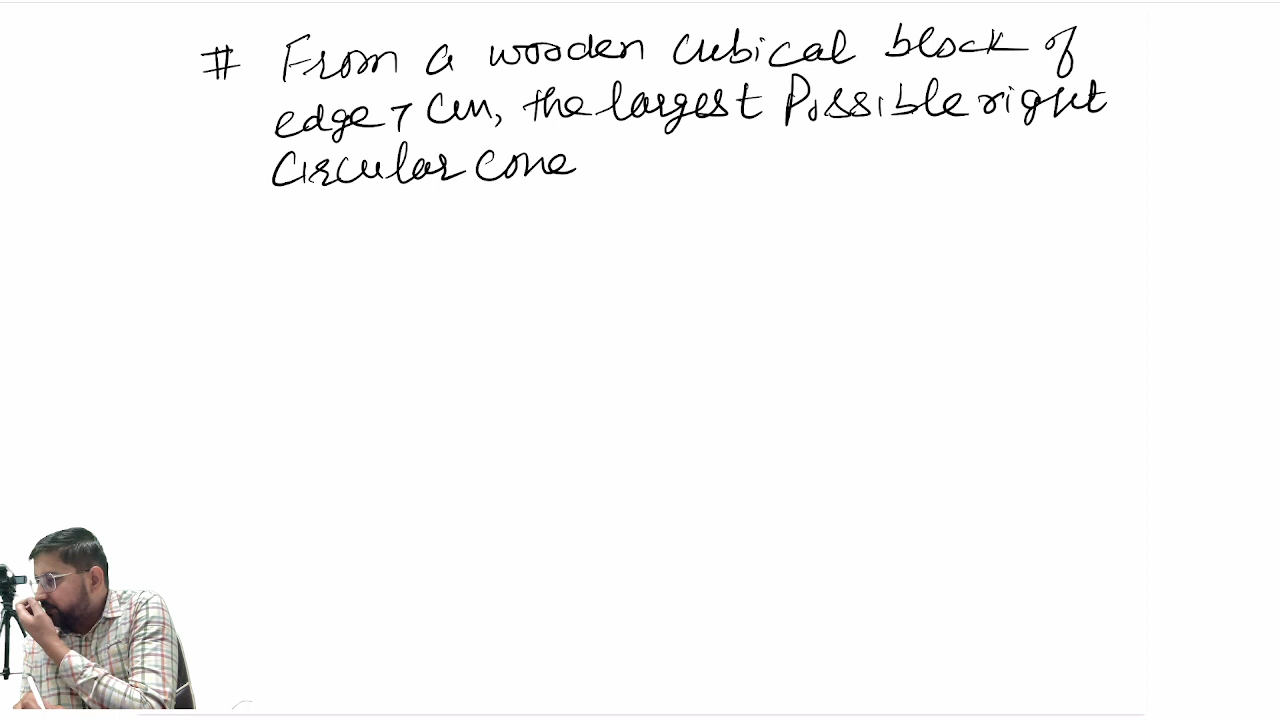 # From a wooden cubical block of
edge 7 cm, the largest Possible right
Circular cone